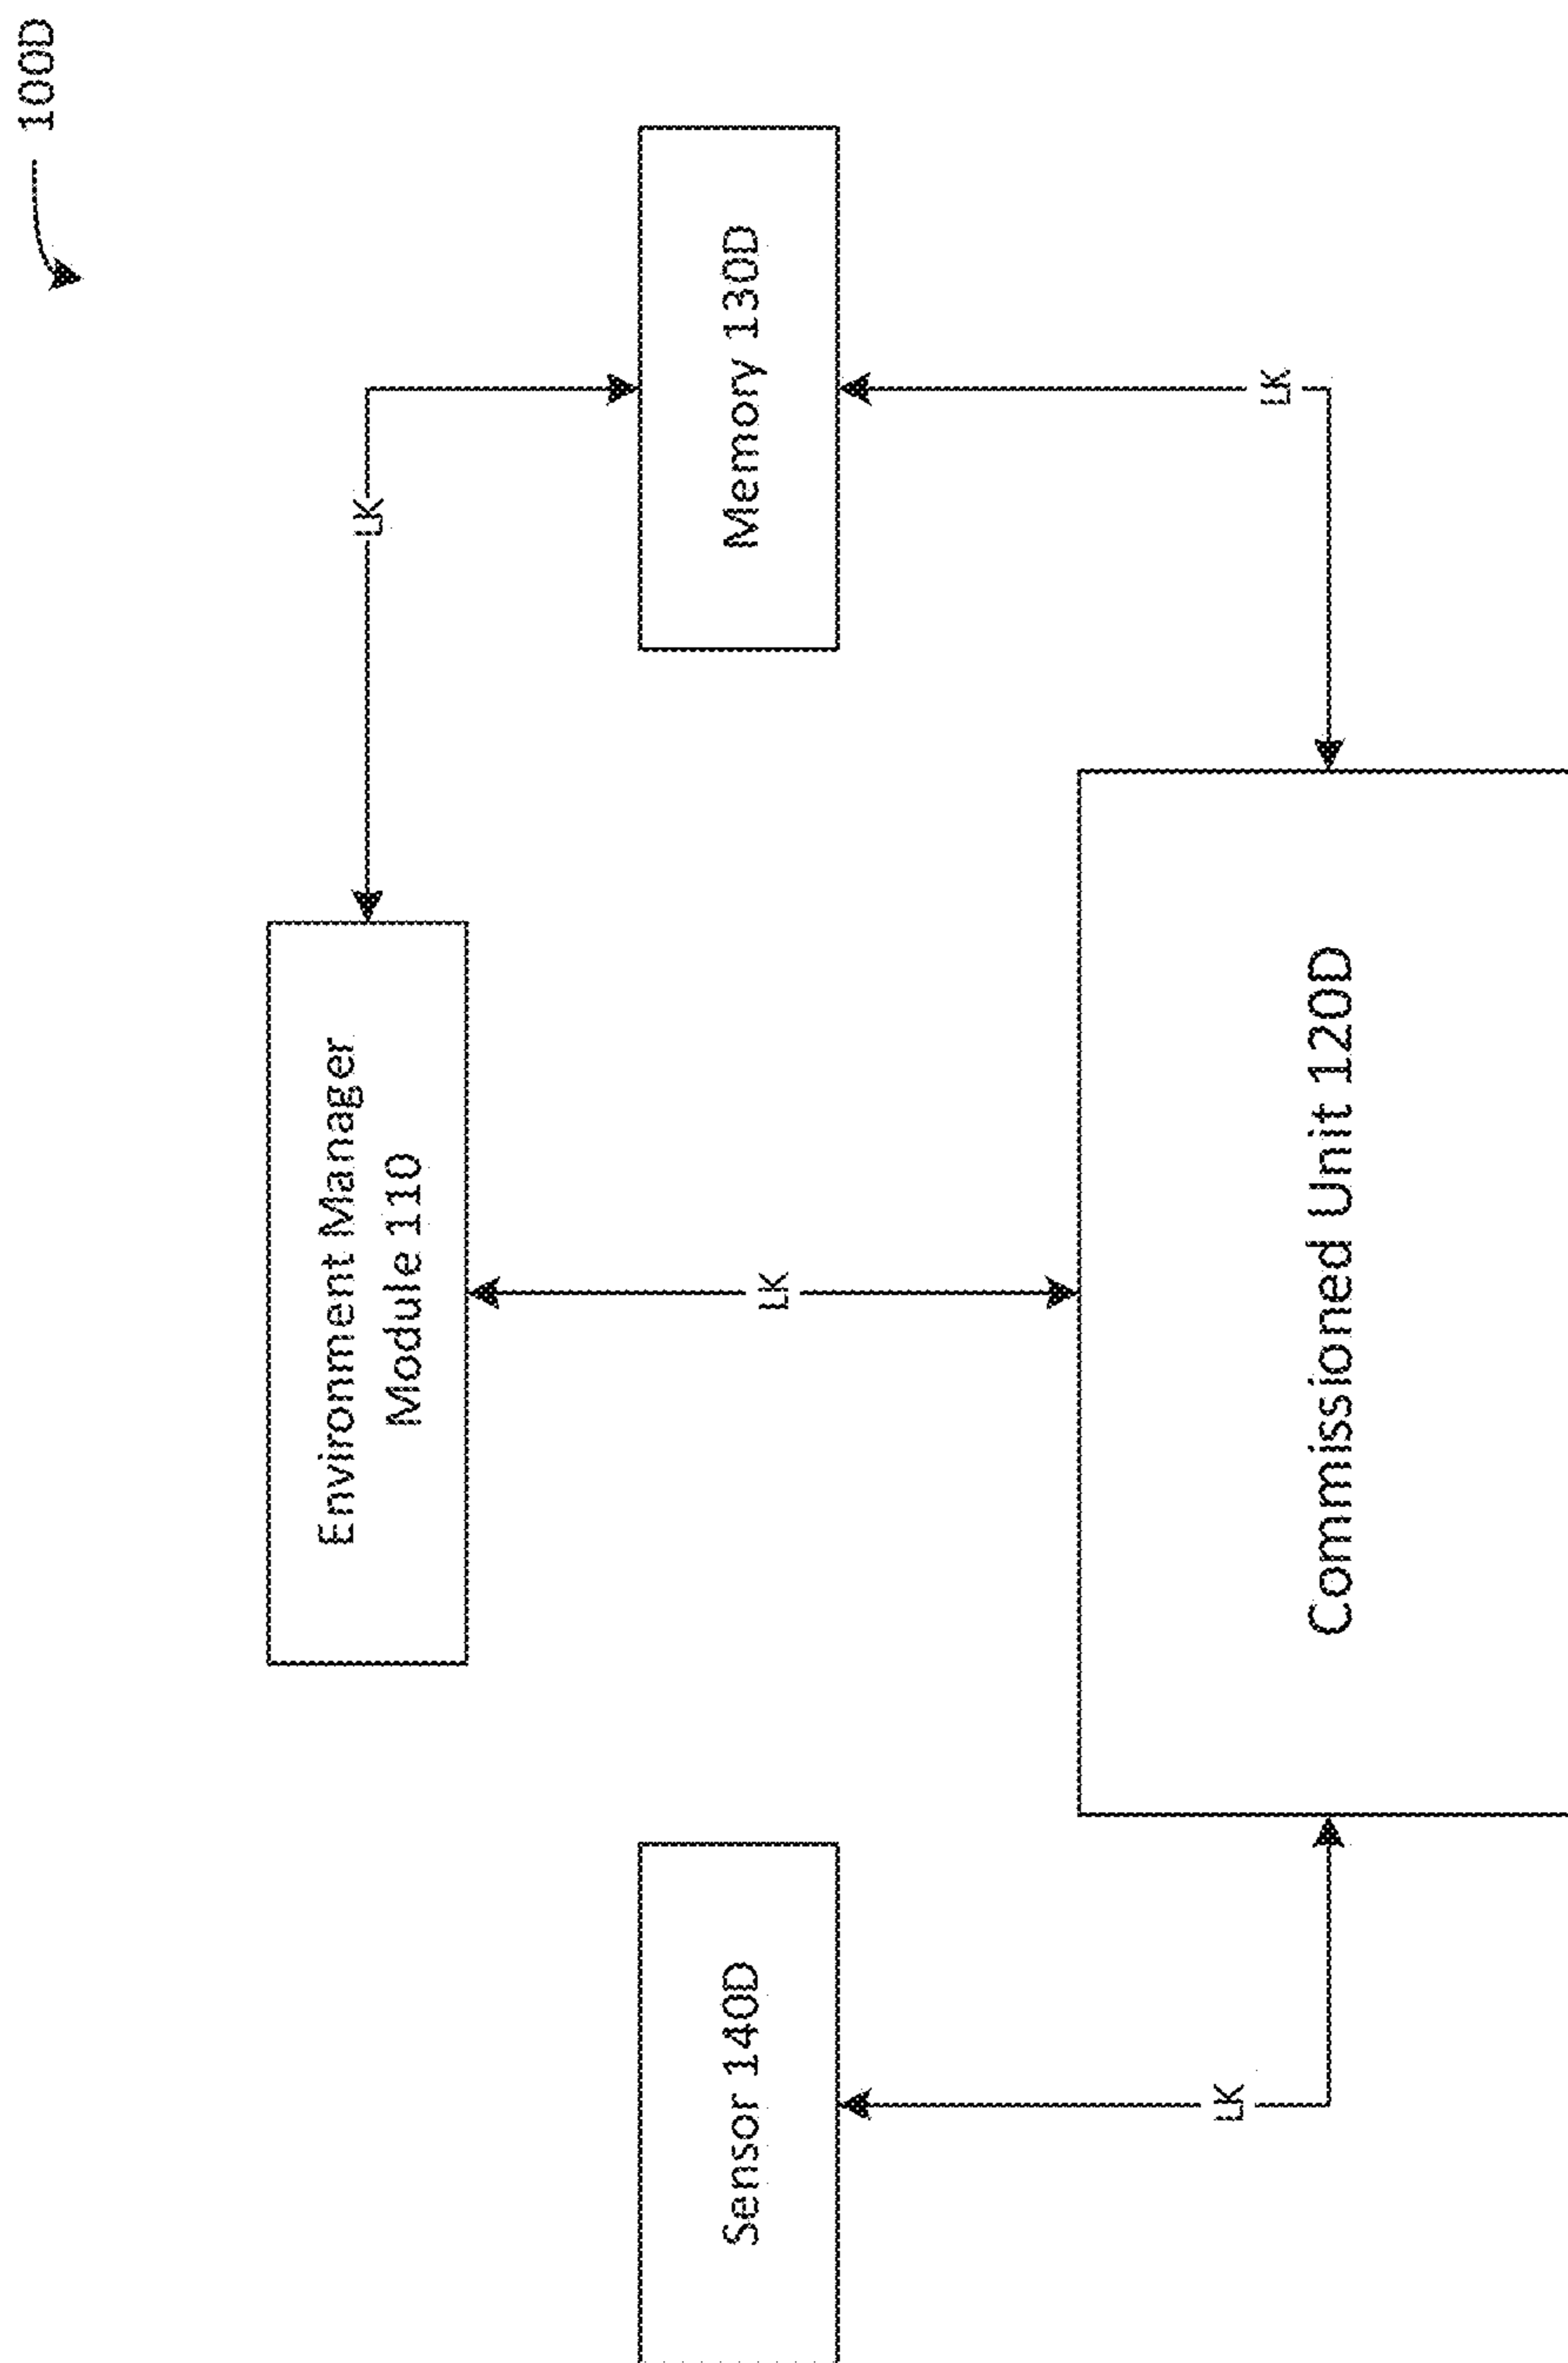 100D
Environment Manager
Module 110
LK
Sensor 140D
LK
Memory 130D
LK
LK
Commissioned Unit 120D